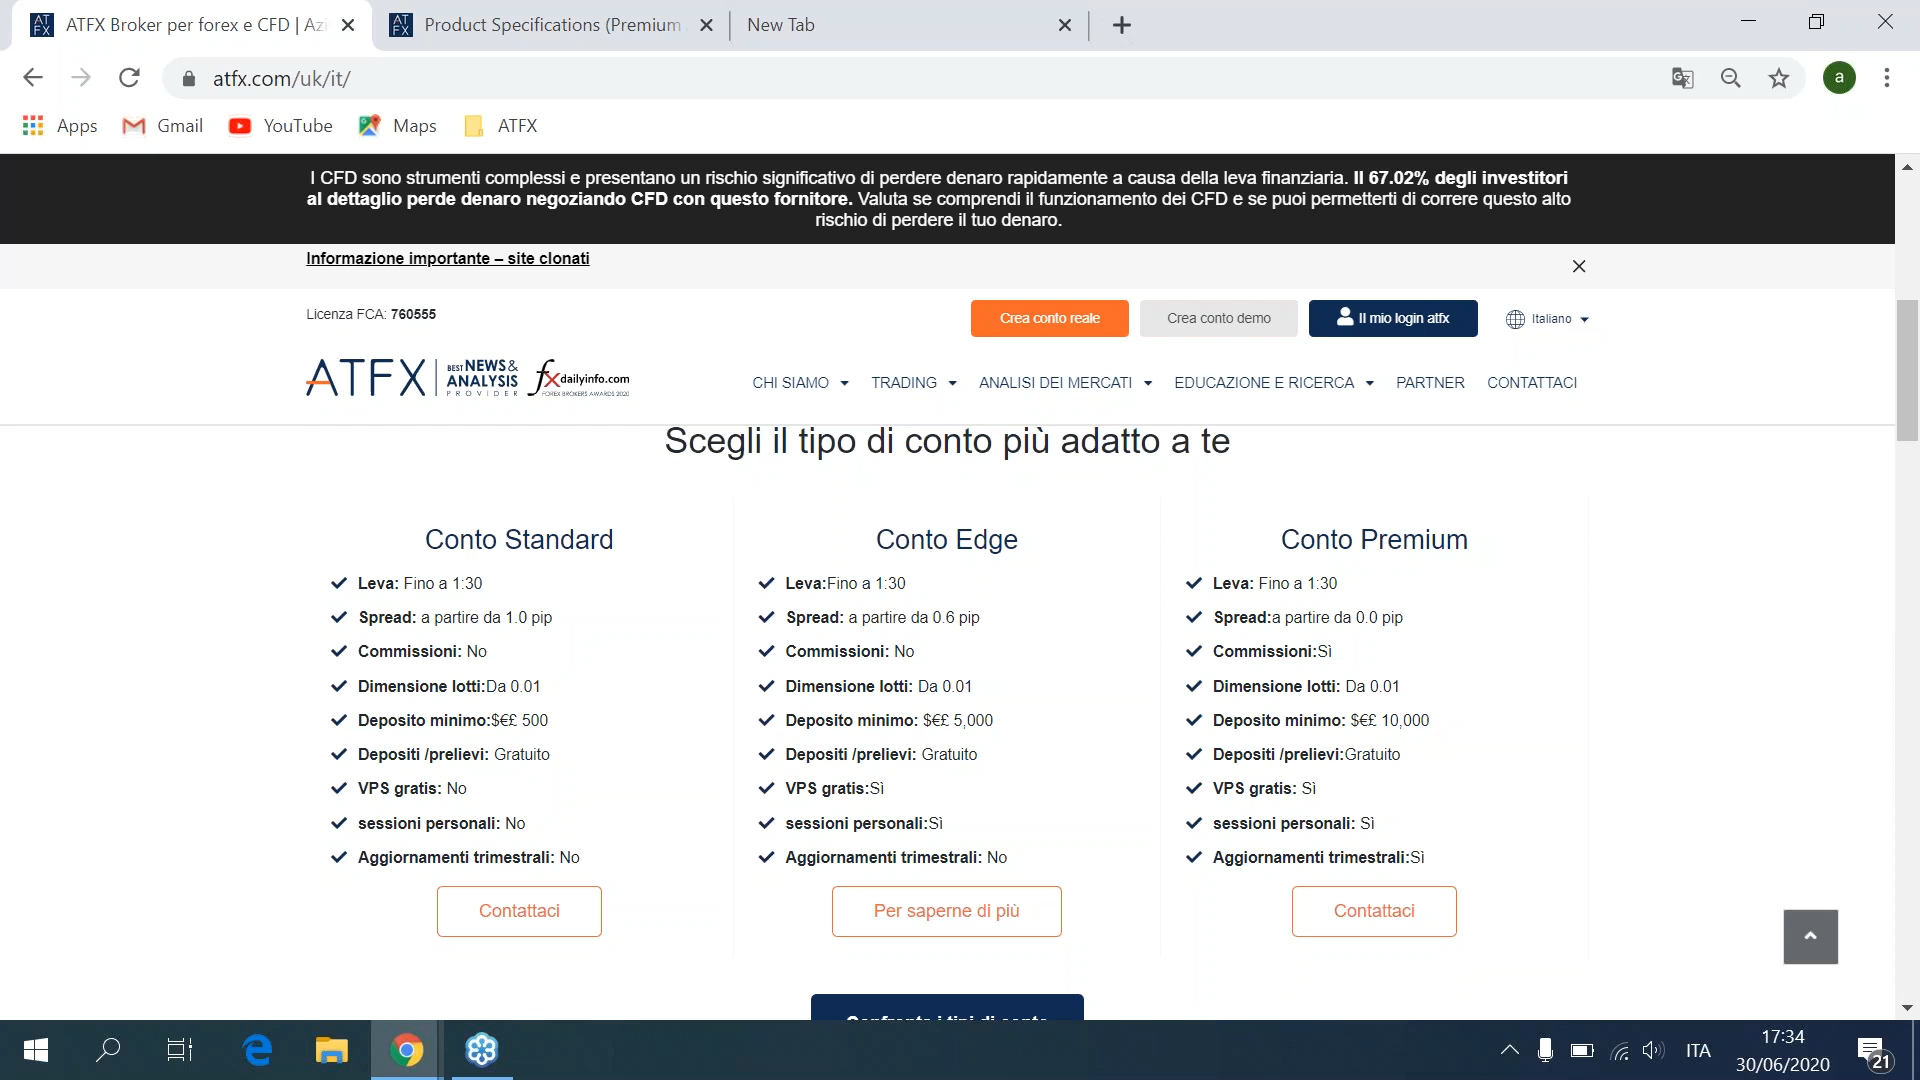 ATFX Broker per forex e CFD | Azi
Product Specifications (Premium
New Tab
atfx.com/uk/it/
a
Apps
Gmail
YouTube
Maps
ATFX
I CFD sono strumenti complessi e presentano un rischio significativo di perdere denaro rapidamente a causa della leva finanziaria. Il 67.02% degli investitori
al dettaglio perde denaro negoziando CFD con questo fornitore. Valuta se comprendi il funzionamento dei CFD e se puoi permetterti di correre questo alto
rischio di perdere il tuo denaro.
Informazione importante – site clonati
Licenza FCA: 760555
Crea conto reale
Crea conto demo
Il mio login atfx
Italiano
ATFX
BEST NEWS &
ANALYSIS
PROVIDER
fxdailyinfo.com
FOREX BROKERS AWARDS 2020
CHI SIAMO
TRADING
ANALISI DEI MERCATI
EDUCAZIONE E RICERCA
PARTNER
CONTATTACI
Scegli il tipo di conto più adatto a te
Conto Standard
Leva: Fino a 1:30
Spread: a partire da 1.0 pip
Commissioni: No
Dimensione lotti:Da 0.01
Deposito minimo:$€£ 500
Depositi /prelievi: Gratuito
VPS gratis: No
sessioni personali: No
Aggiornamenti trimestrali: No
Contattaci
Conto Edge
Leva:Fino a 1:30
Spread: a partire da 0.6 pip
Commissioni: No
Dimensione lotti: Da 0.01
Deposito minimo: $€£ 5,000
Depositi /prelievi: Gratuito
VPS gratis:Sì
sessioni personali:Sì
Aggiornamenti trimestrali: No
Per saperne di più
Conto Premium
Leva: Fino a 1:30
Spread:a partire da 0.0 pip
Commissioni:Sì
Dimensione lotti: Da 0.01
Deposito minimo: $€£ 10,000
Depositi /prelievi:Gratuito
VPS gratis: Sì
sessioni personali: Sì
Aggiornamenti trimestrali:Sì
Contattaci
Confronta i tipi di conto
ITA
17:34
30/06/2020
21